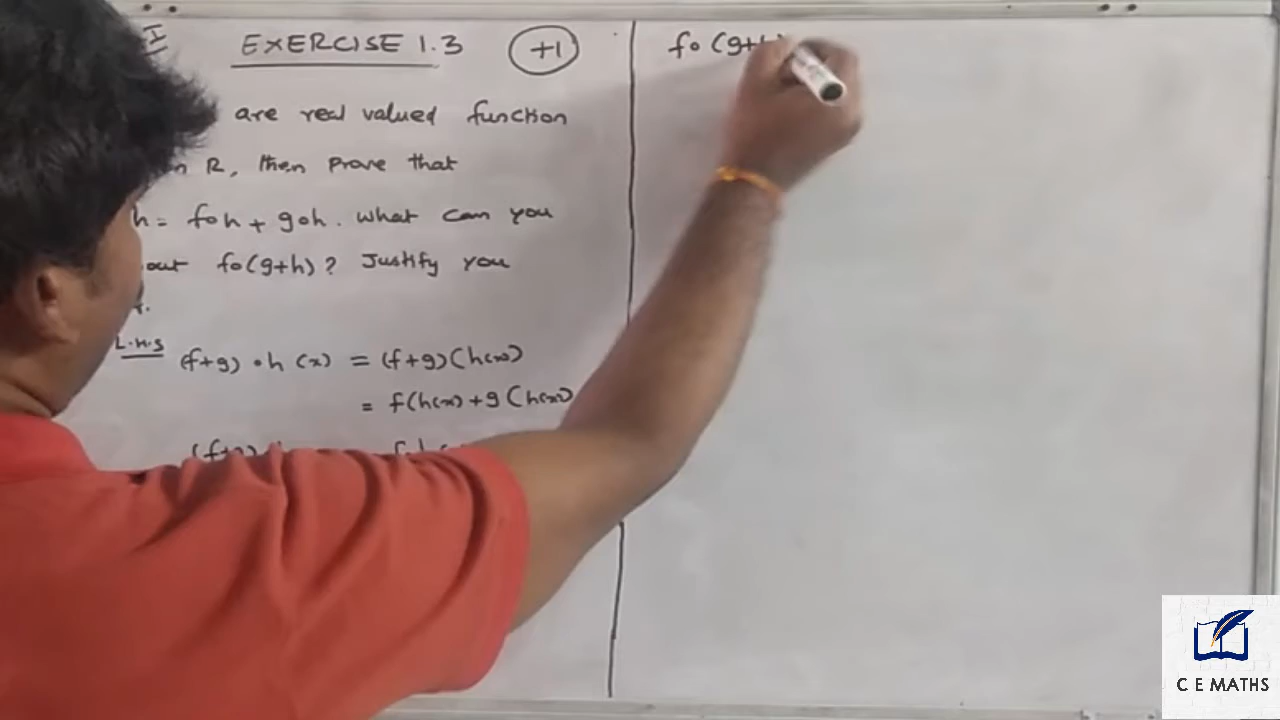 EXERCISE 1.3 +1
are real valued function
R, then prove that
h = foh + goh. What can you
out fo(g+h)? Justify you
L.H.S (f+g) ∘ h (x) = (f+g)(h(x)
= f(h(x) + g(h(x)
fo (g+
C E MATHS